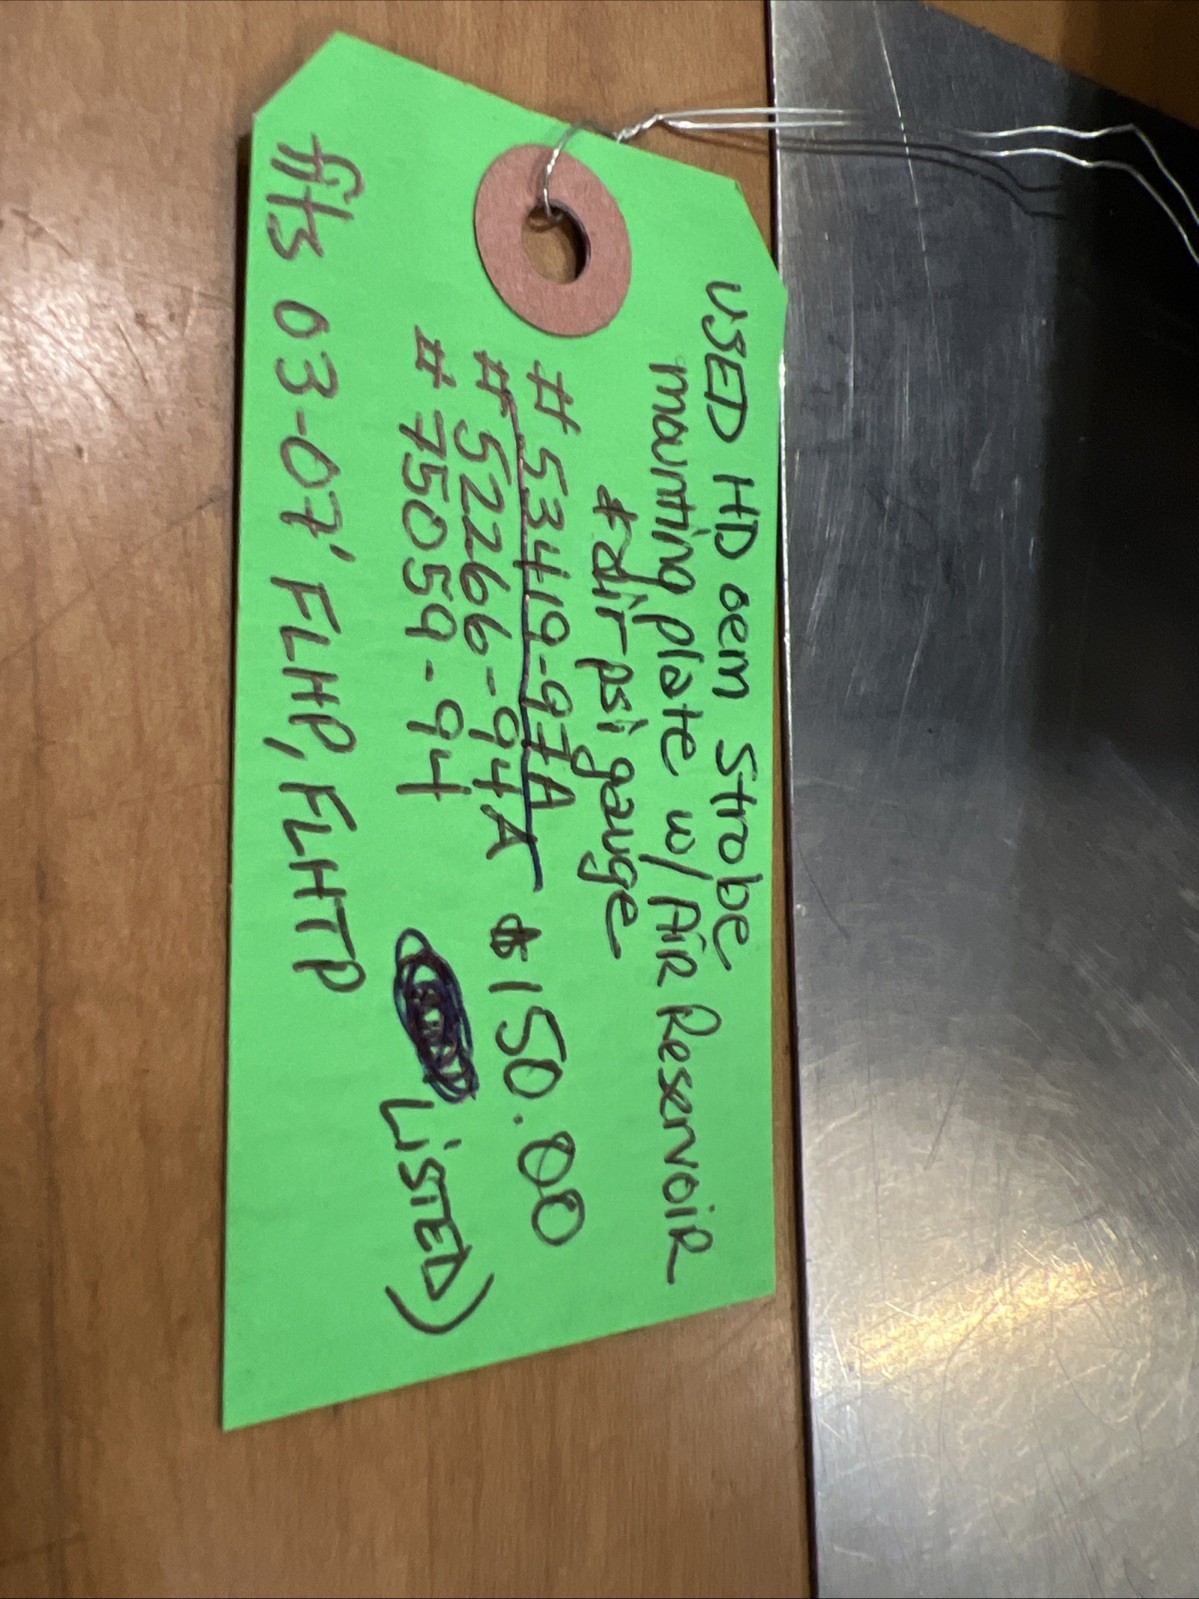 USED HD oem Strobe
mounting plate w/ AiR ReservoiR
& air psi gauge
# 53419-97A
# 52266-94A $150.00
# 75059-94 LiSTED)
fits 03-07' FLHP, FLHTP